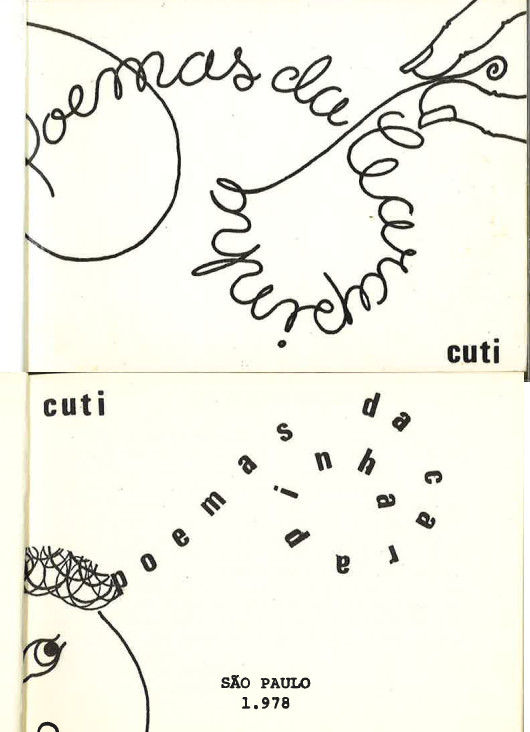 Poemas da
Carapinha
cuti
cuti
poemas da
carapinha
SÃO PAULO
1.978